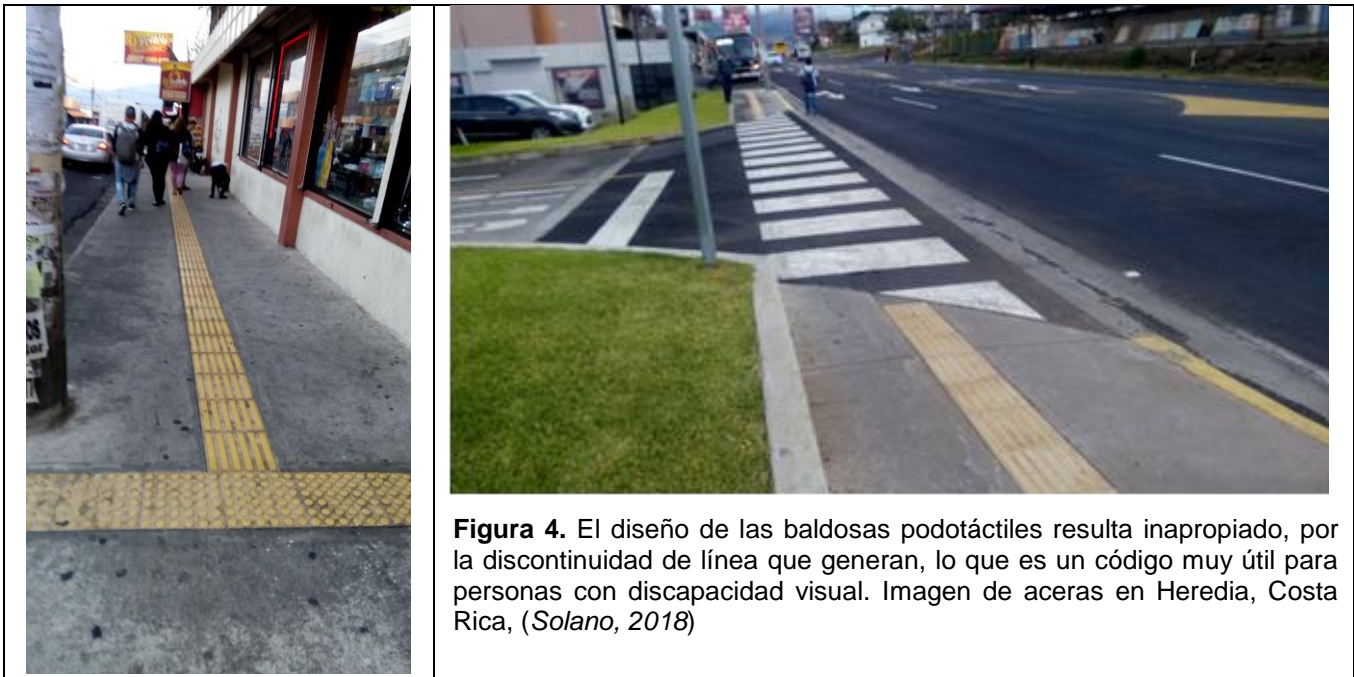 Figura 4. El diseño de las baldosas podotáctiles resulta inapropiado, por
la discontinuidad de línea que generan, lo que es un código muy útil para
personas con discapacidad visual. Imagen de aceras en Heredia, Costa
Rica, (Solano, 2018)